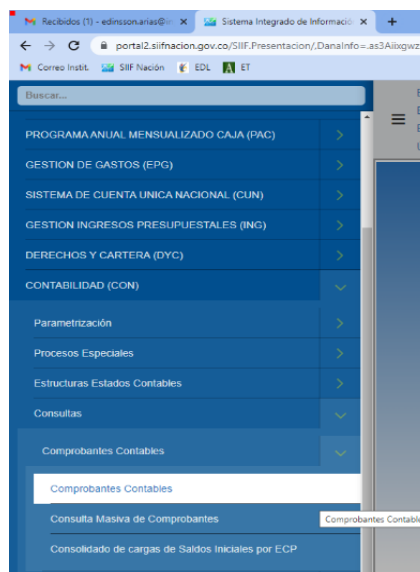 Recibidos (1) - edinsson.arias@
Sistema Integrado de Informació
portal2.siifnacion.gov.co/SIIF.Presentacion/,DanaInfo=.as3Aiixgwz
Correo Instit.
SIIF Nación
EDL
ET
Buscar...
PROGRAMA ANUAL MENSUALIZADO CAJA (PAC)
GESTION DE GASTOS (EPG)
SISTEMA DE CUENTA UNICA NACIONAL (CUN)
GESTION INGRESOS PRESUPUESTALES (ING)
DERECHOS Y CARTERA (DYC)
CONTABILIDAD (CON)
Parametrización
Procesos Especiales
Estructuras Estados Contables
Consultas
Comprobantes Contables
Comprobantes Contables
Consulta Masiva de Comprobantes
Comprobantes Contable
Consolidado de cargas de Saldos Iniciales por ECP